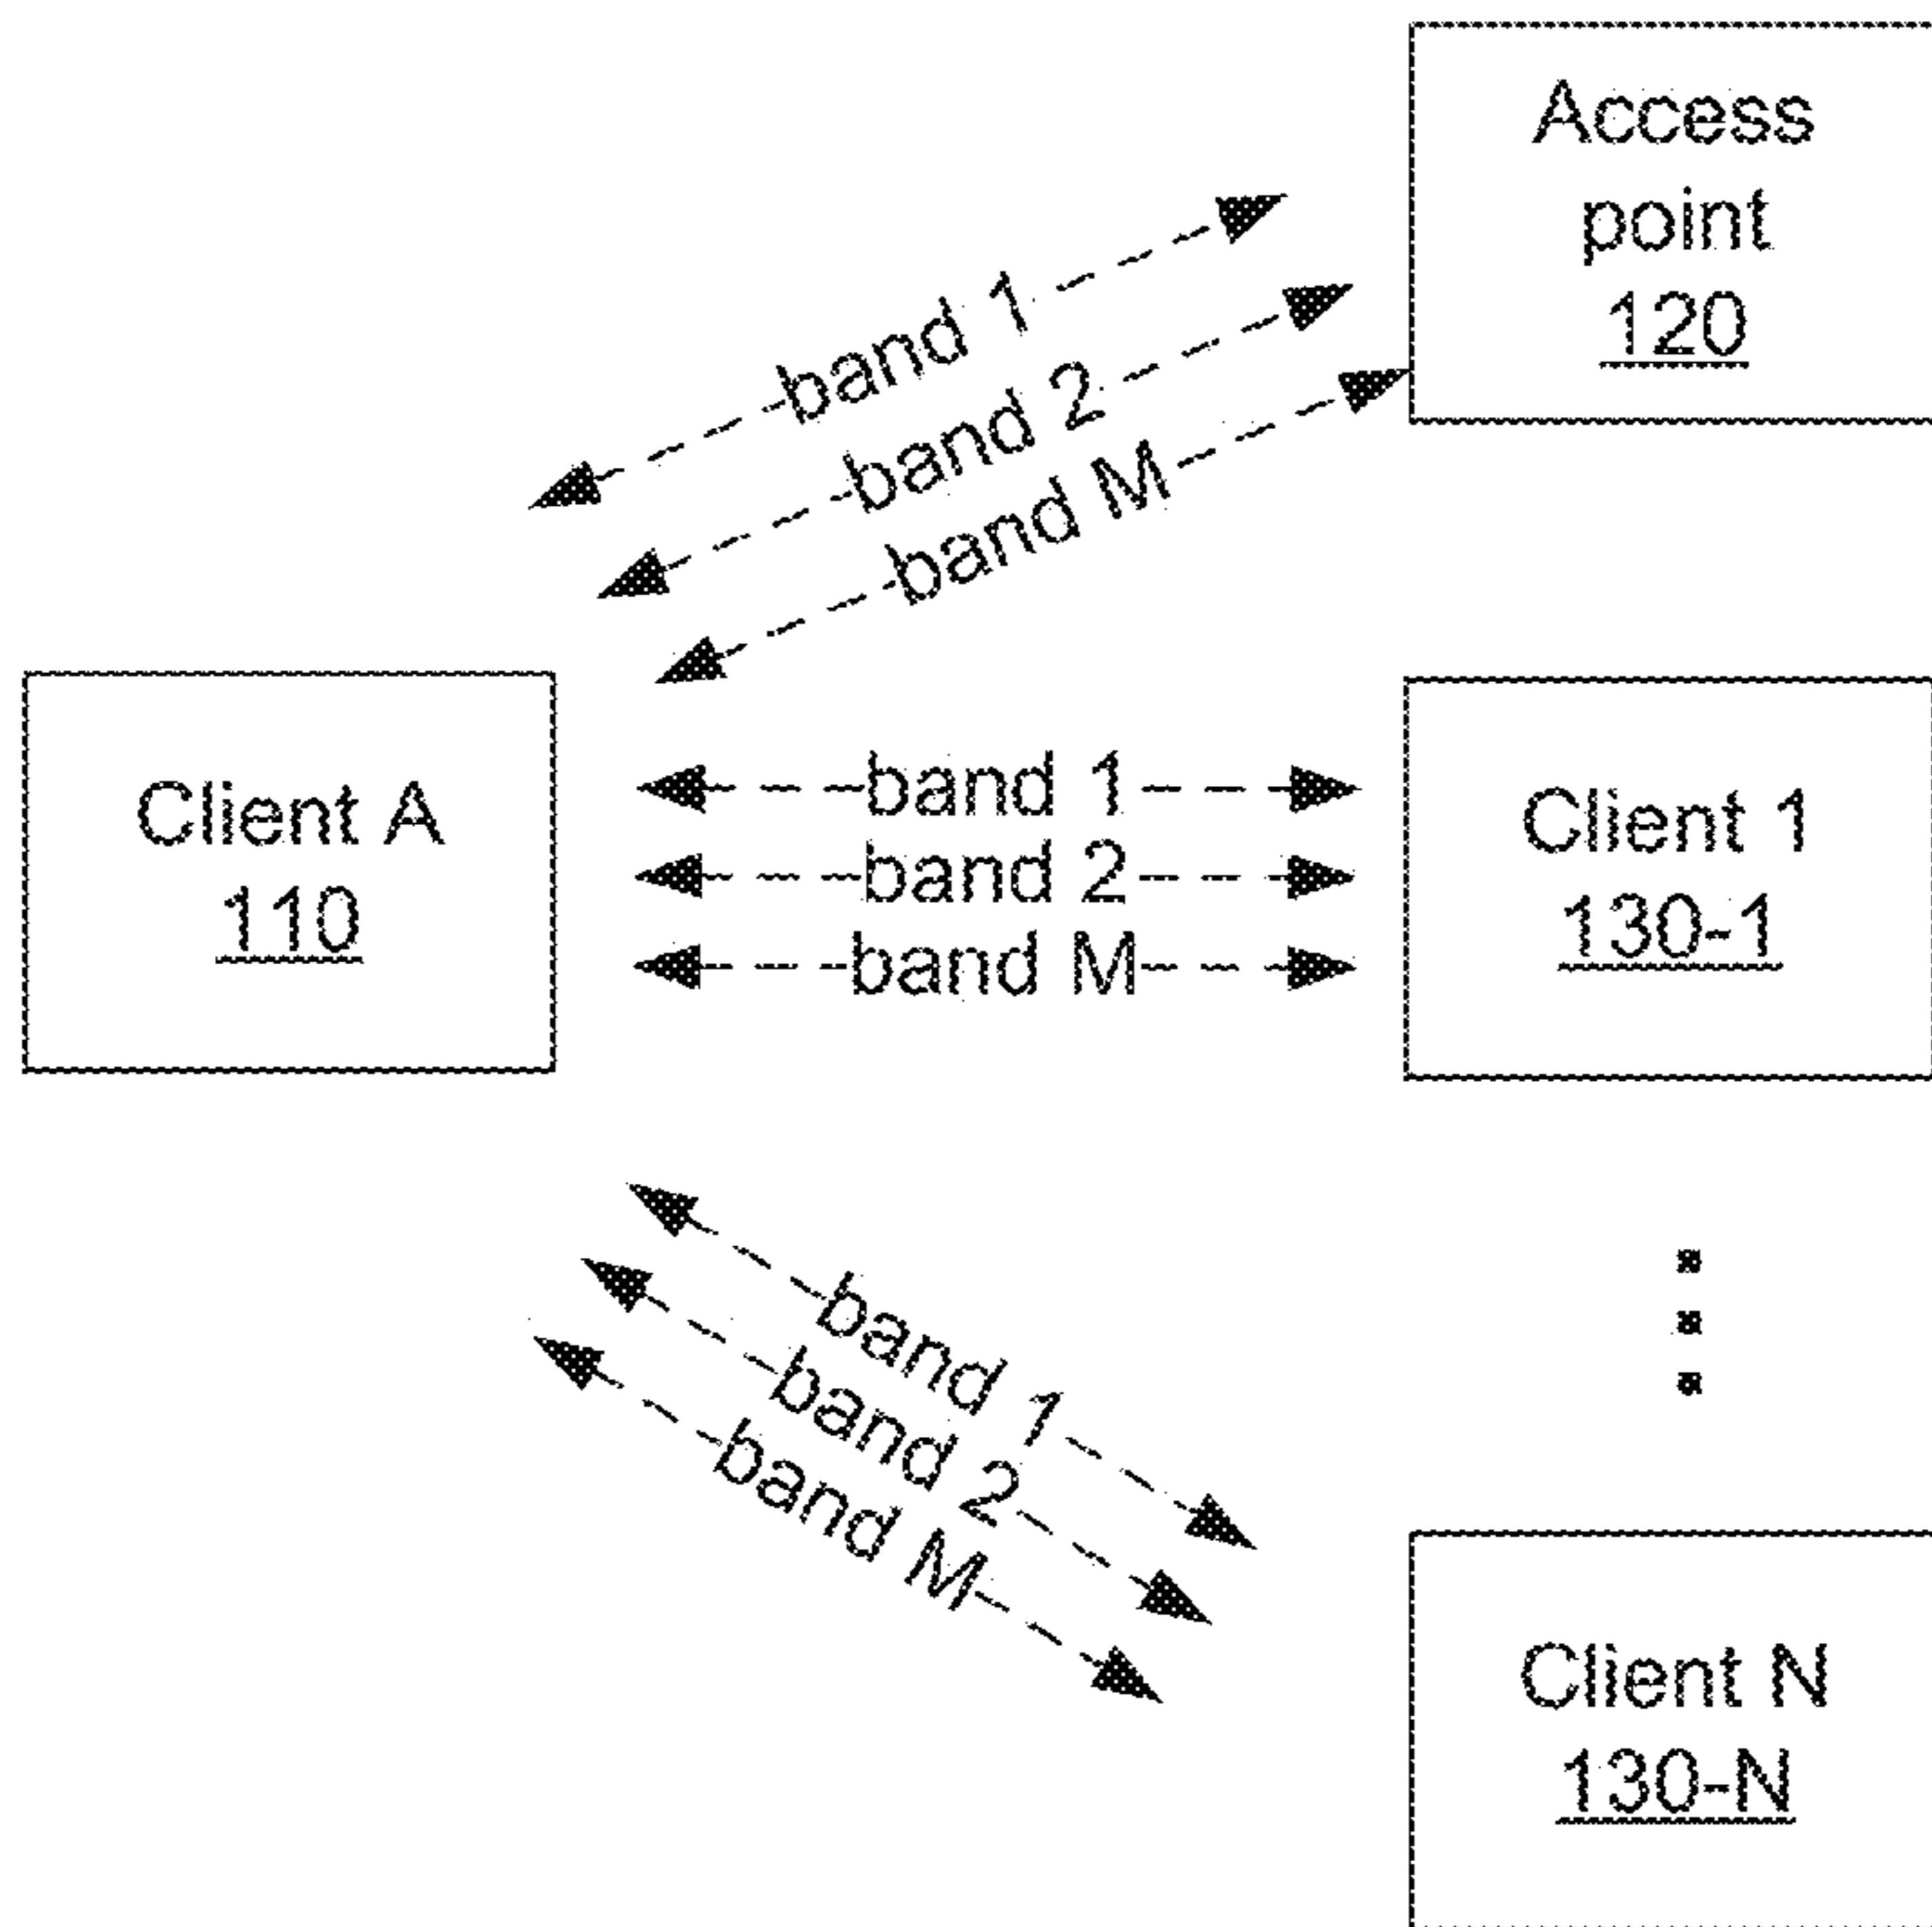 Access
point
120
band 1
band 2
band M
Client A
110
band 1
band 2
band M
Client 1
130-1
band 1
band 2
band M
Client N
130-N